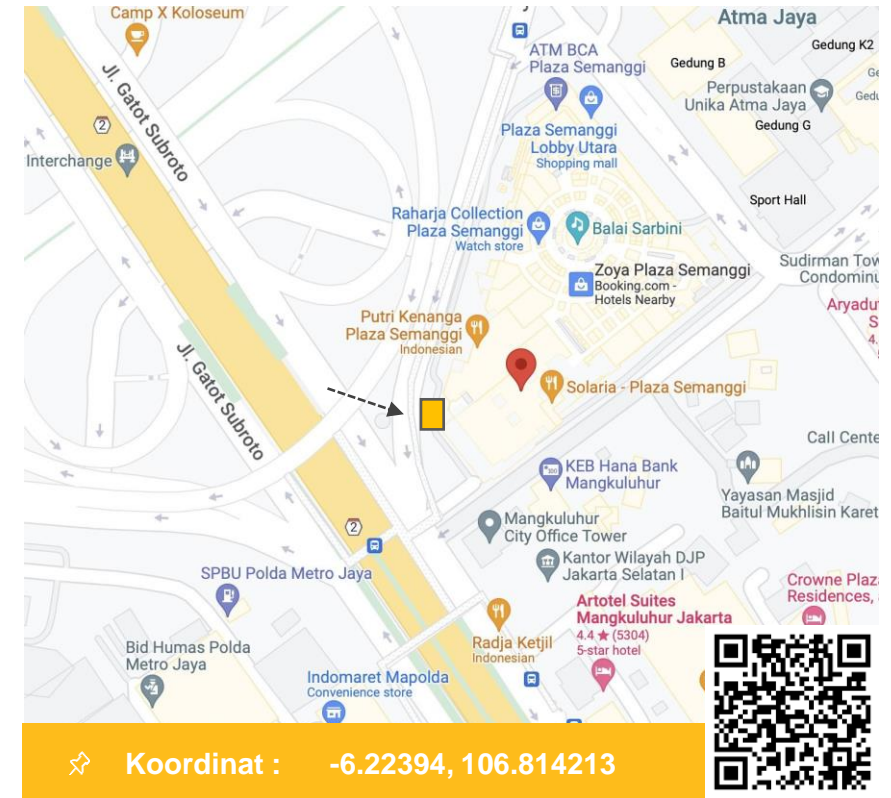 Camp X Koloseum
Atma Jaya
Gedung K2
ATM BCA
Plaza Semanggi
Gedung B
Perpustakaan
Unika Atma Jaya
Gedung G
Jl. Gatot Subroto
2
Interchange
Plaza Semanggi
Lobby Utara
Shopping mall
Sport Hall
Raharja Collection
Plaza Semanggi
Watch store
Balai Sarbini
Zoya Plaza Semanggi
Booking.com -
Hotels Nearby
Sudirman Tow
Condominu
Aryadu
S
4.
Putri Kenanga
Plaza Semanggi
Indonesian
Jl. Gatot Subroto
Solaria - Plaza Semanggi
Call Cente
KEB Hana Bank
Mangkuluhur
Yayasan Masjid
Baitul Mukhlisin Karet
Mangkuluhur
City Office Tower
2
Kantor Wilayah DJP
Jakarta Selatan I
SPBU Polda Metro Jaya
Crowne Plaza
Residences,
Artotel Suites
Mangkuluhur Jakarta
4.4 ★ (5304)
5-star hotel
Radja Ketjil
Indonesian
Bid Humas Polda
Metro Jaya
Indomaret Mapolda
Convenience store
Koordinat : -6.22394, 106.814213